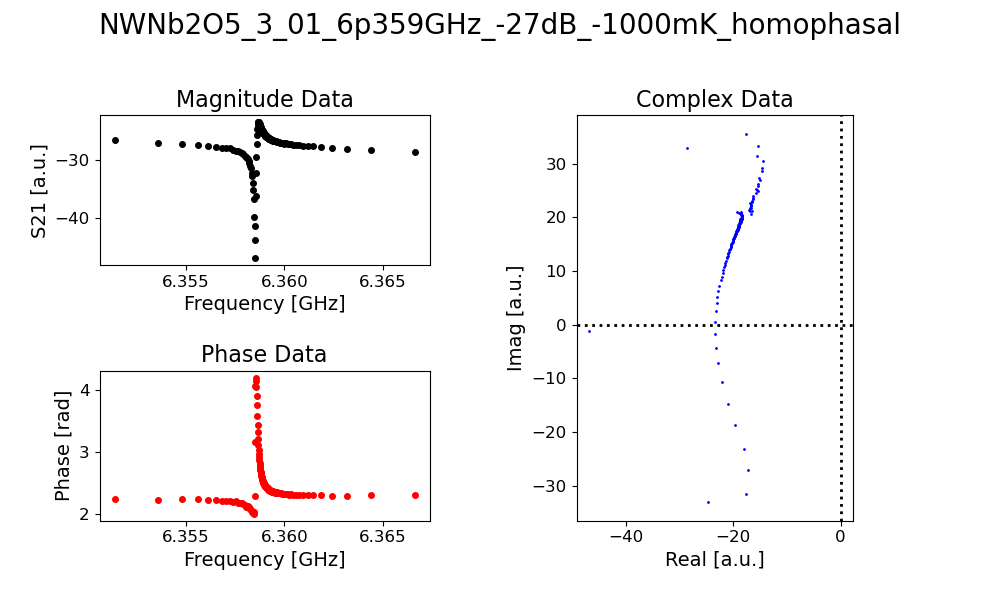 NWNb2O5_3_01_6p359GHz_-27dB_-1000mK_homophasal
Magnitude Data
S21 [a.u.]
−30
−40
6.355 6.360 6.365
Frequency [GHz]
Phase Data
Phase [rad]
4
3
2
6.355 6.360 6.365
Frequency [GHz]
Complex Data
Imag [a.u.]
30
20
10
0
−10
−20
−30
−40 −20 0
Real [a.u.]